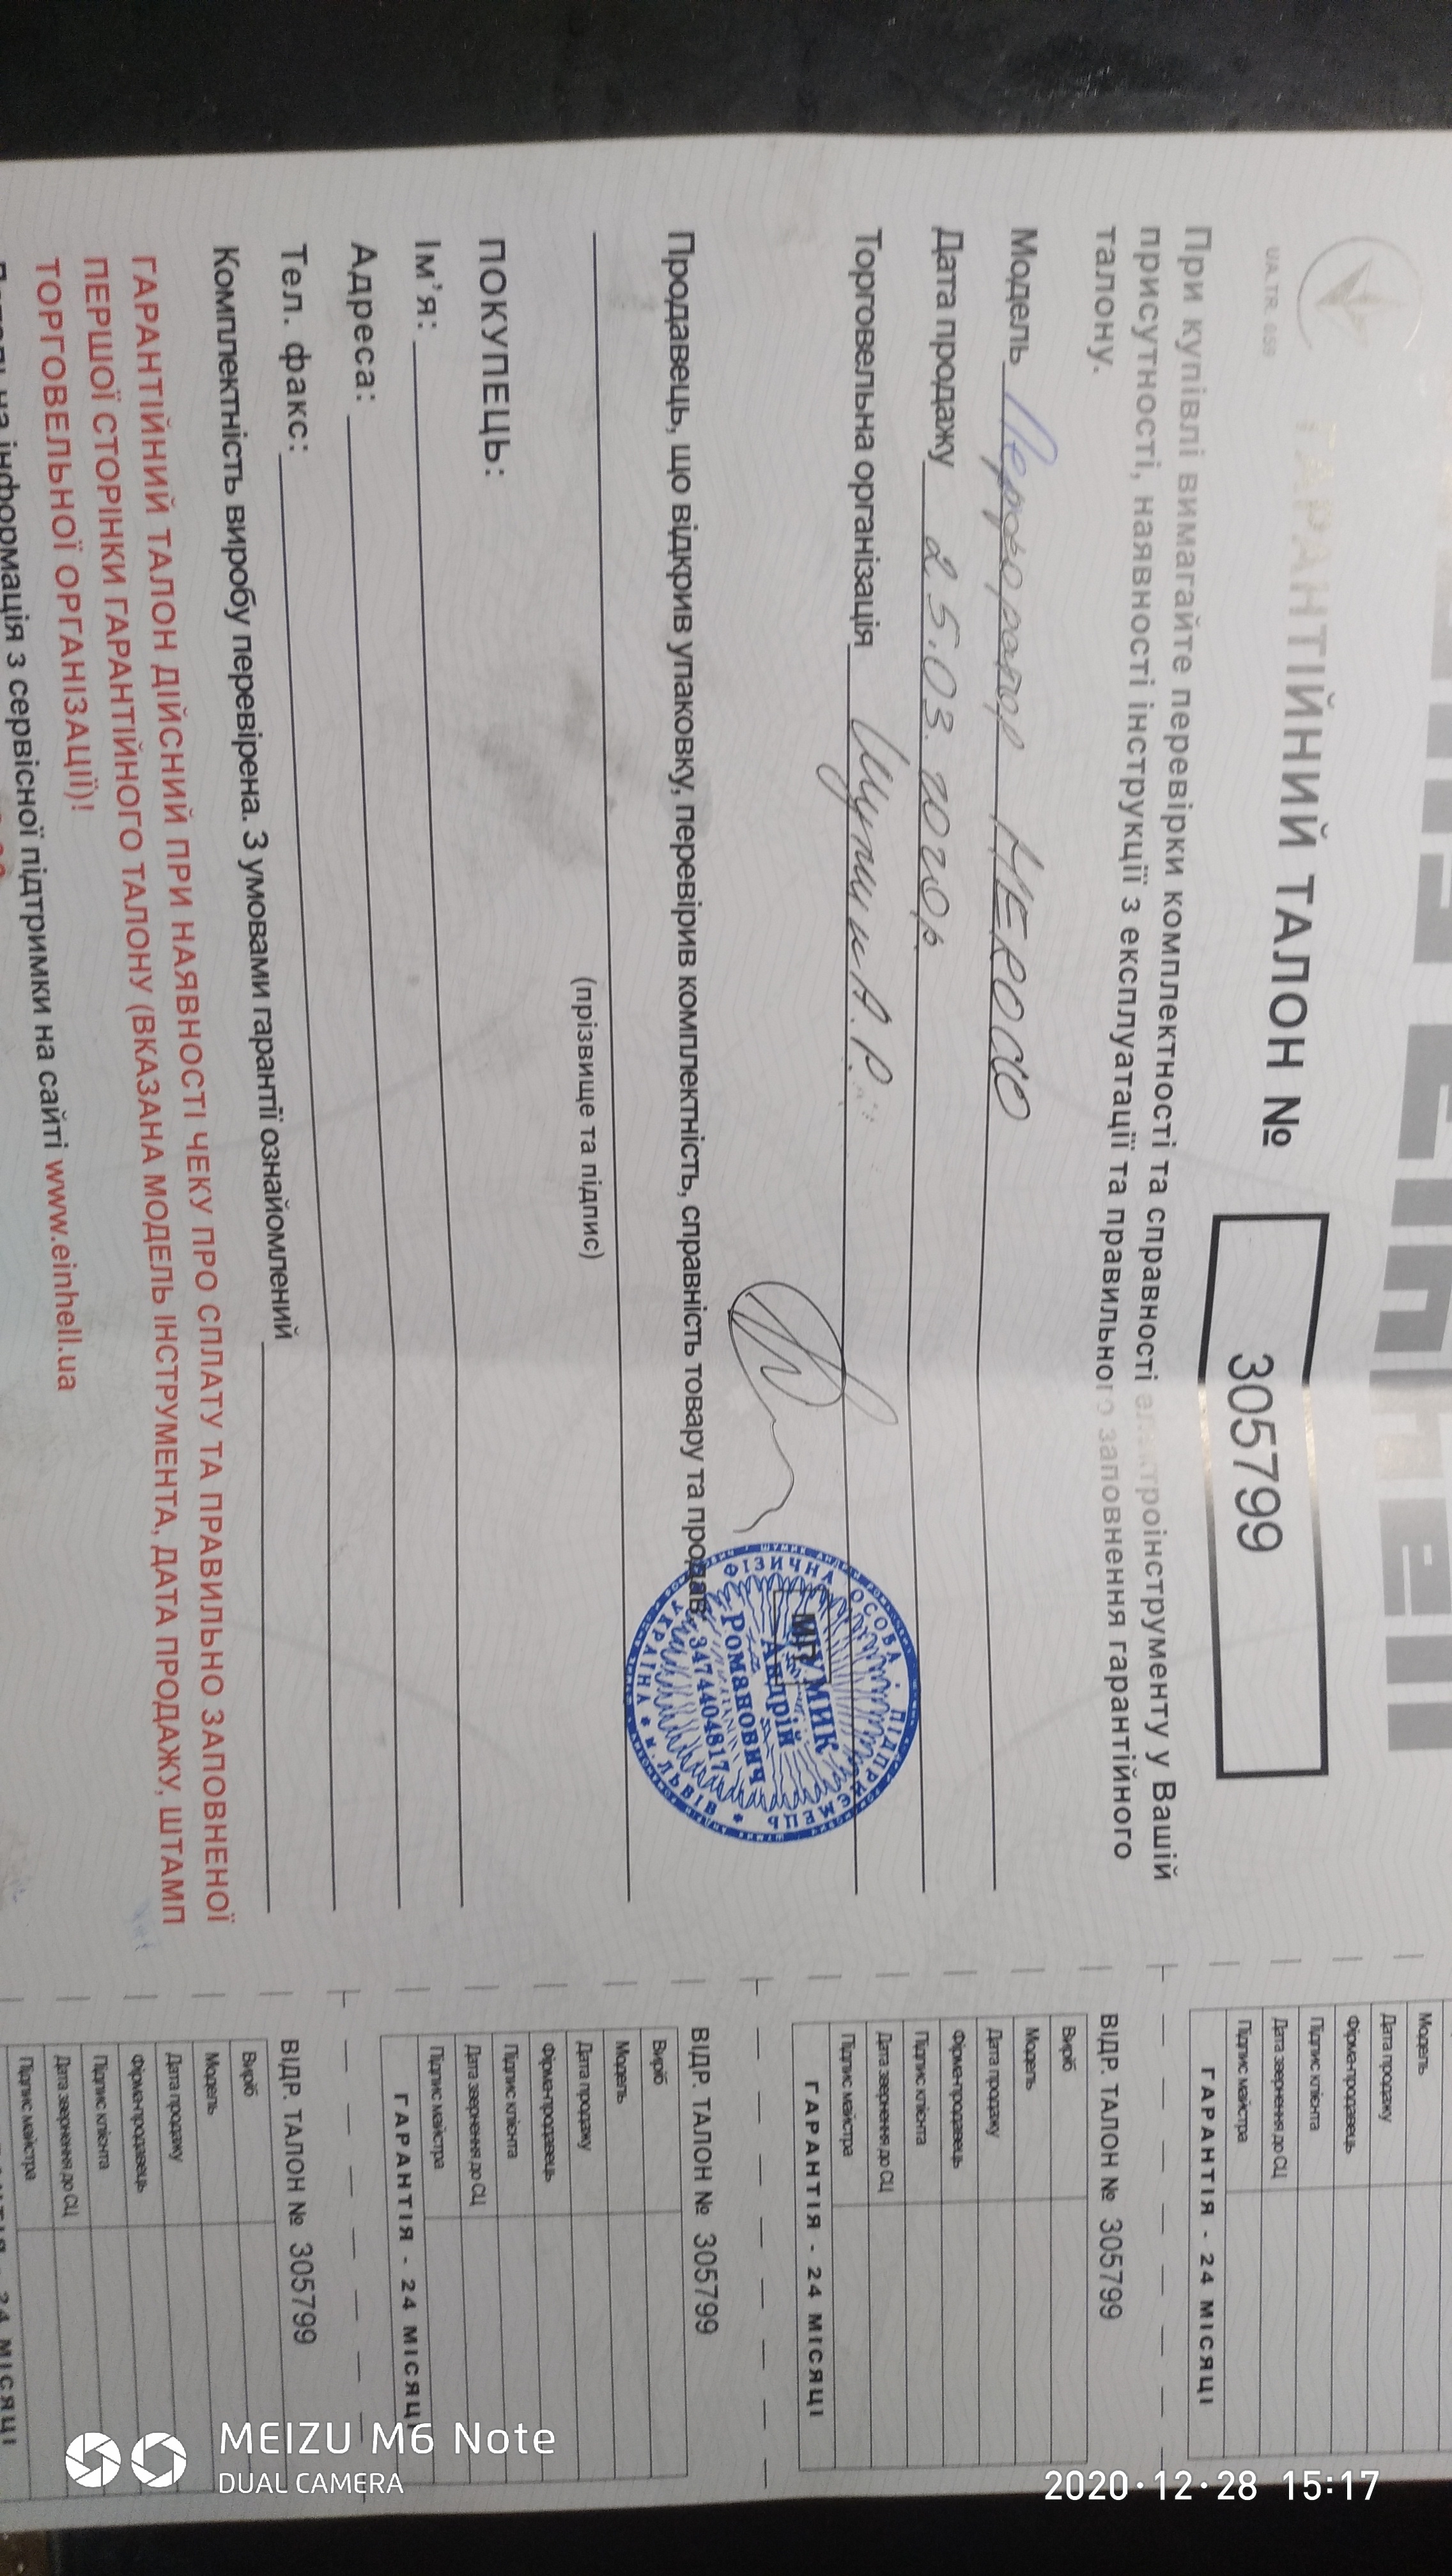 Einhell
UA.TR. 059
ГАРАНТІЙНИЙ ТАЛОН № 305799
При купівлі вимагайте перевірки комплектності та справності електроінструменту у Вашій
присутності, наявності інструкції з експлуатації та правильного заповнення гарантійного
талону.
Модель Перфоратор HEROCCO
Дата продажу 25.03.2020р
Торговельна організація Шумик А.Р.
Продавець, що відкрив упаковку, перевірив комплектність, справність товару та продав,
МП
ФІЗИЧНА ОСОБА ПІДПРИЄМЕЦЬ
ШУМИК
Андрій
Романович
3474404817
УКРАЇНА * М.ЛЬВІВ *
(прізвище та підпис)
ПОКУПЕЦЬ:
Ім’я:
Адреса:
Тел. факс:
Комплектність виробу перевірена. З умовами гарантії ознайомлений
ГАРАНТІЙНИЙ ТАЛОН ДІЙСНИЙ ПРИ НАЯВНОСТІ ЧЕКУ ПРО СПЛАТУ ТА ПРАВИЛЬНО ЗАПОВНЕНОЇ
ПЕРШОЇ СТОРІНКИ ГАРАНТІЙНОГО ТАЛОНУ (ВКАЗАНА МОДЕЛЬ ІНСТРУМЕНТА, ДАТА ПРОДАЖУ, ШТАМП
ТОРГОВЕЛЬНОЇ ОРГАНІЗАЦІЇ)!
інформація з сервісної підтримки на сайті www.einhell.ua
Модель
Дата продажу
Фірма-продавець
Підпис клієнта
Дата звернення до СЦ
Підпис майстра
ГАРАНТІЯ - 24 МІСЯЦІ
ВІДР. ТАЛОН № 305799
Виріб
Модель
Дата продажу
Фірма-продавець
Підпис клієнта
Дата звернення до СЦ
Підпис майстра
ГАРАНТІЯ - 24 МІСЯЦІ
ВІДР. ТАЛОН № 305799
Виріб
Модель
Дата продажу
Фірма-продавець
Підпис клієнта
Дата звернення до СЦ
Підпис майстра
ГАРАНТІЯ - 24 МІСЯЦІ
ВІДР. ТАЛОН № 305799
Виріб
Модель
Дата продажу
Фірма-продавець
Підпис клієнта
Дата звернення до СЦ
Підпис майстра
24 МІСЯЦІ
MEIZU M6 Note
DUAL CAMERA
2020·12·28 15:17